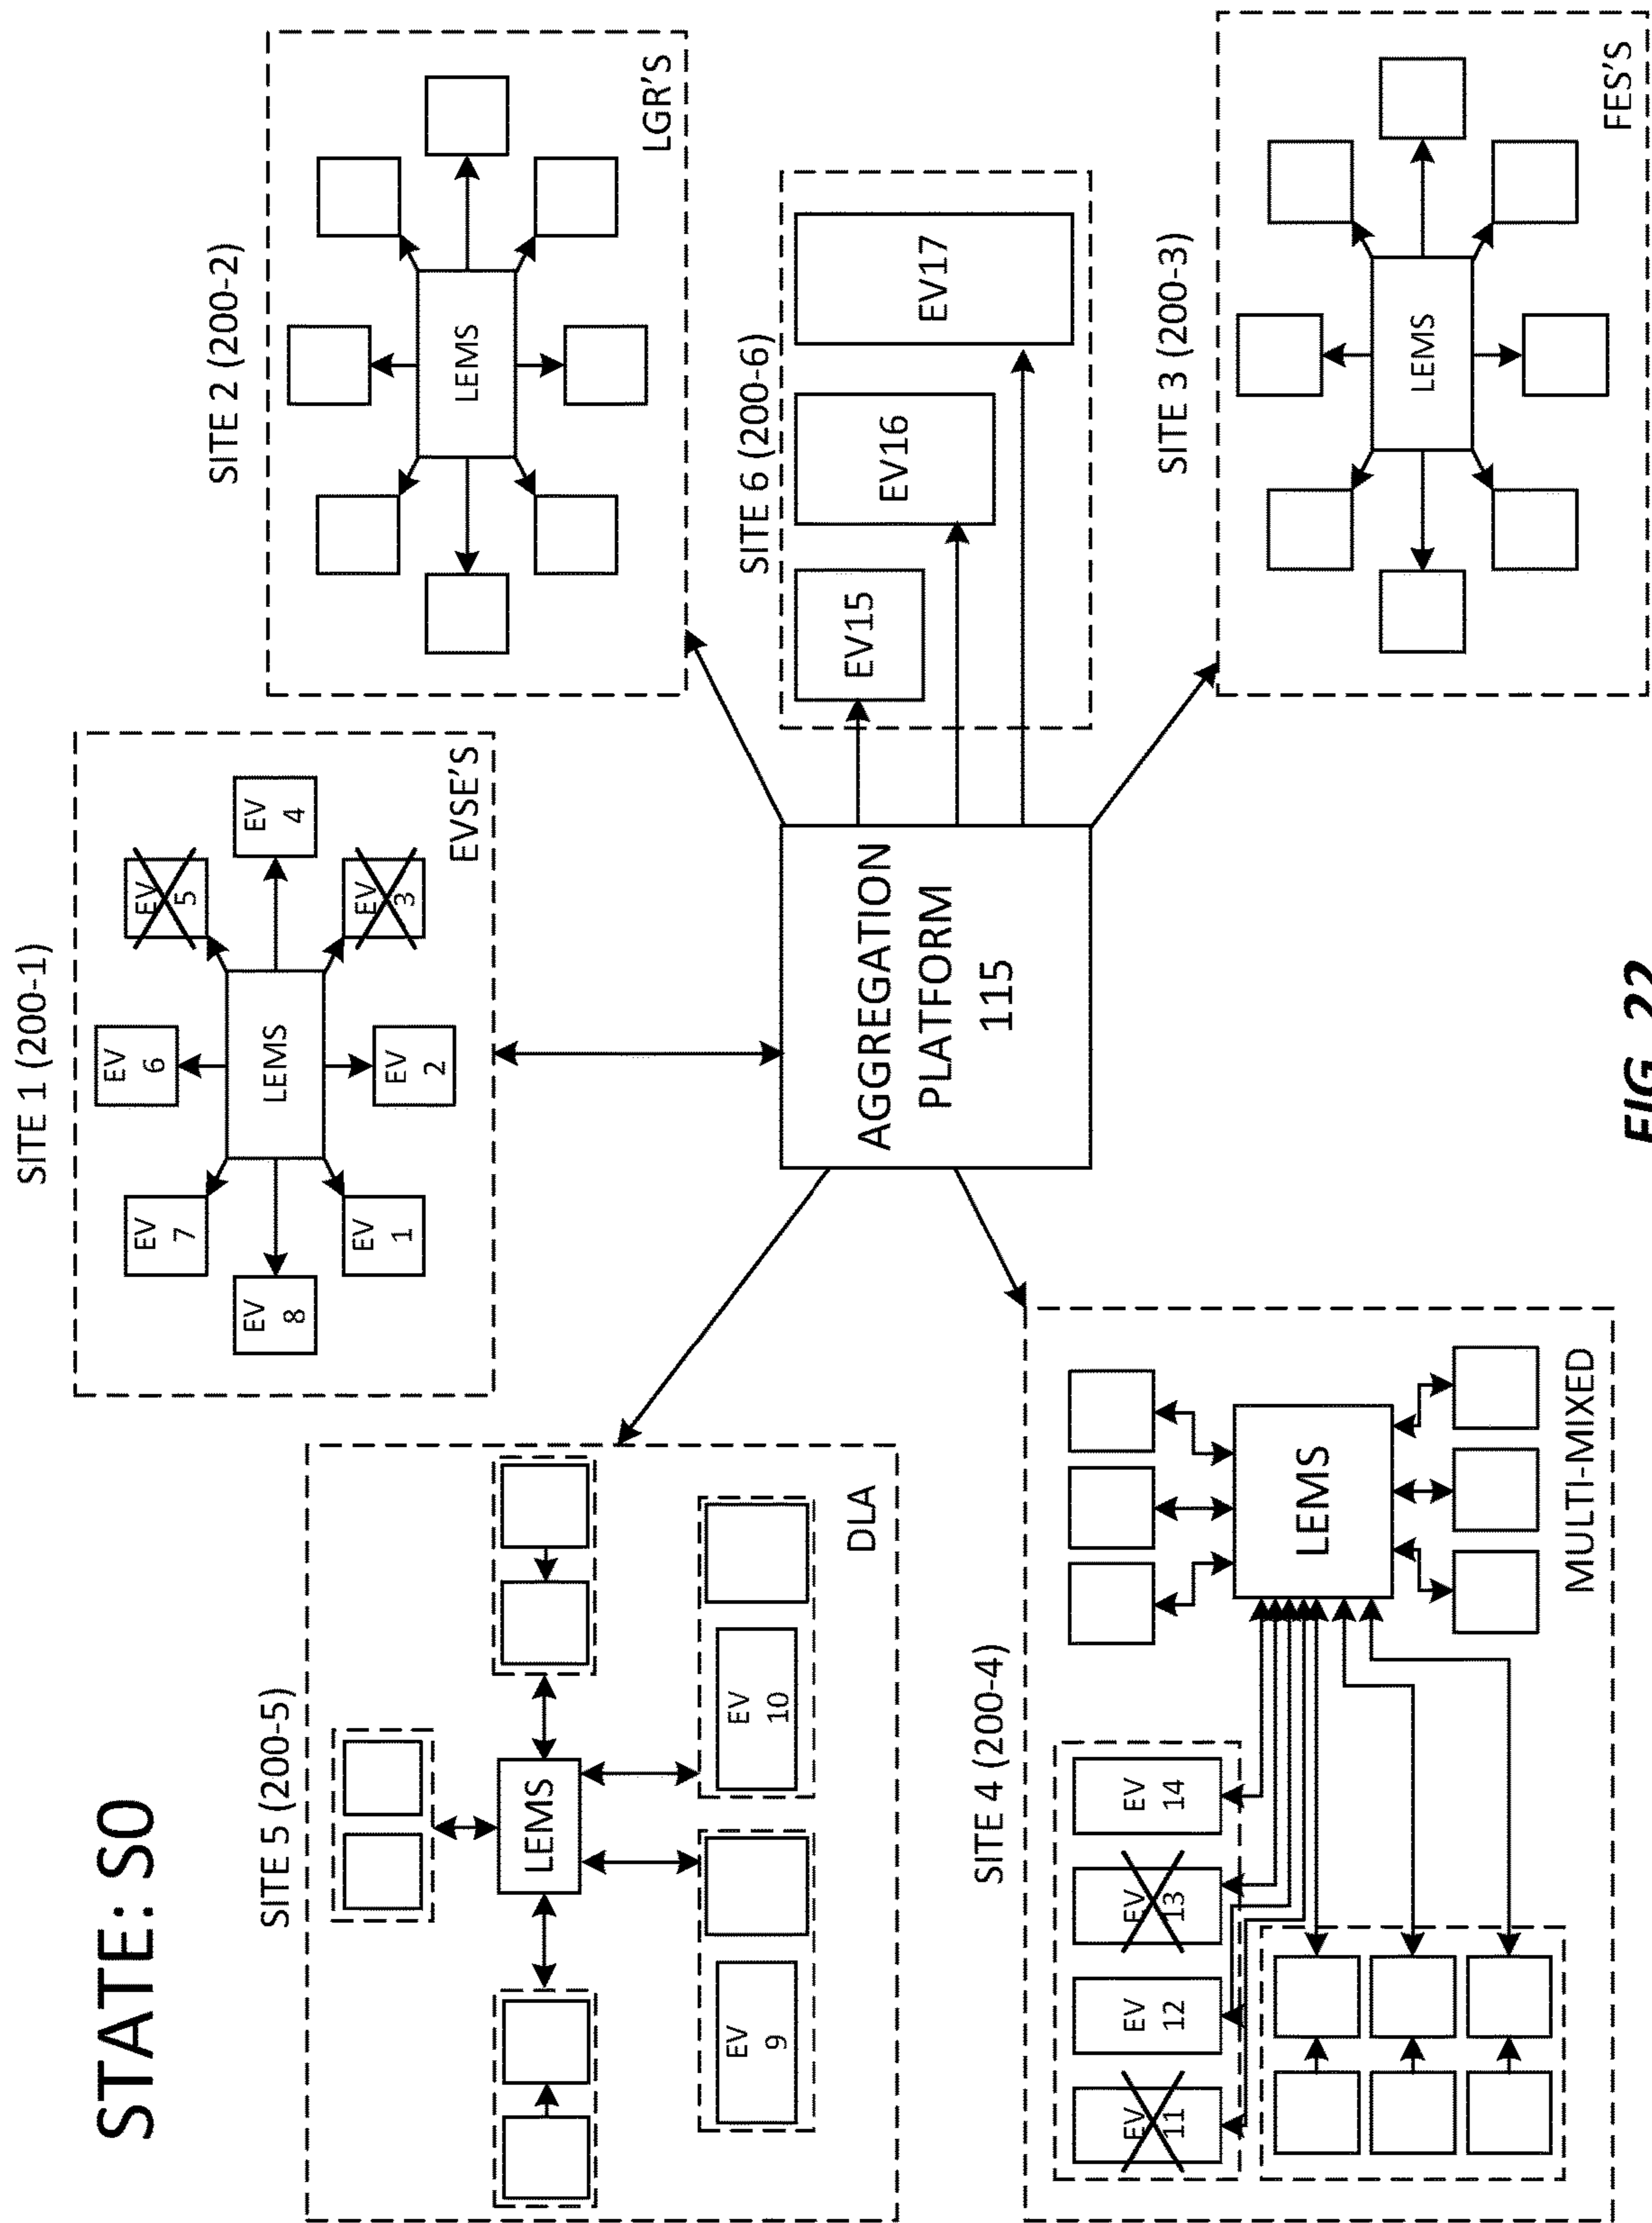 STATE: S0
SITE 1 (200-1)
EV
7
EV
6
EV
5
EV
8
LEMS
EV
4
EV
1
EV
2
EV
3
EVSE'S
SITE 2 (200-2)
LEMS
LGR'S
SITE 5 (200-5)
LEMS
EV
9
EV
10
DLA
AGGREGATION
PLATFORM
115
SITE 6 (200-6)
EV15
EV16
EV17
SITE 4 (200-4)
EV
11
EV
12
EV
13
EV
14
LEMS
MULTI-MIXED
SITE 3 (200-3)
LEMS
FES'S
FIG. 22